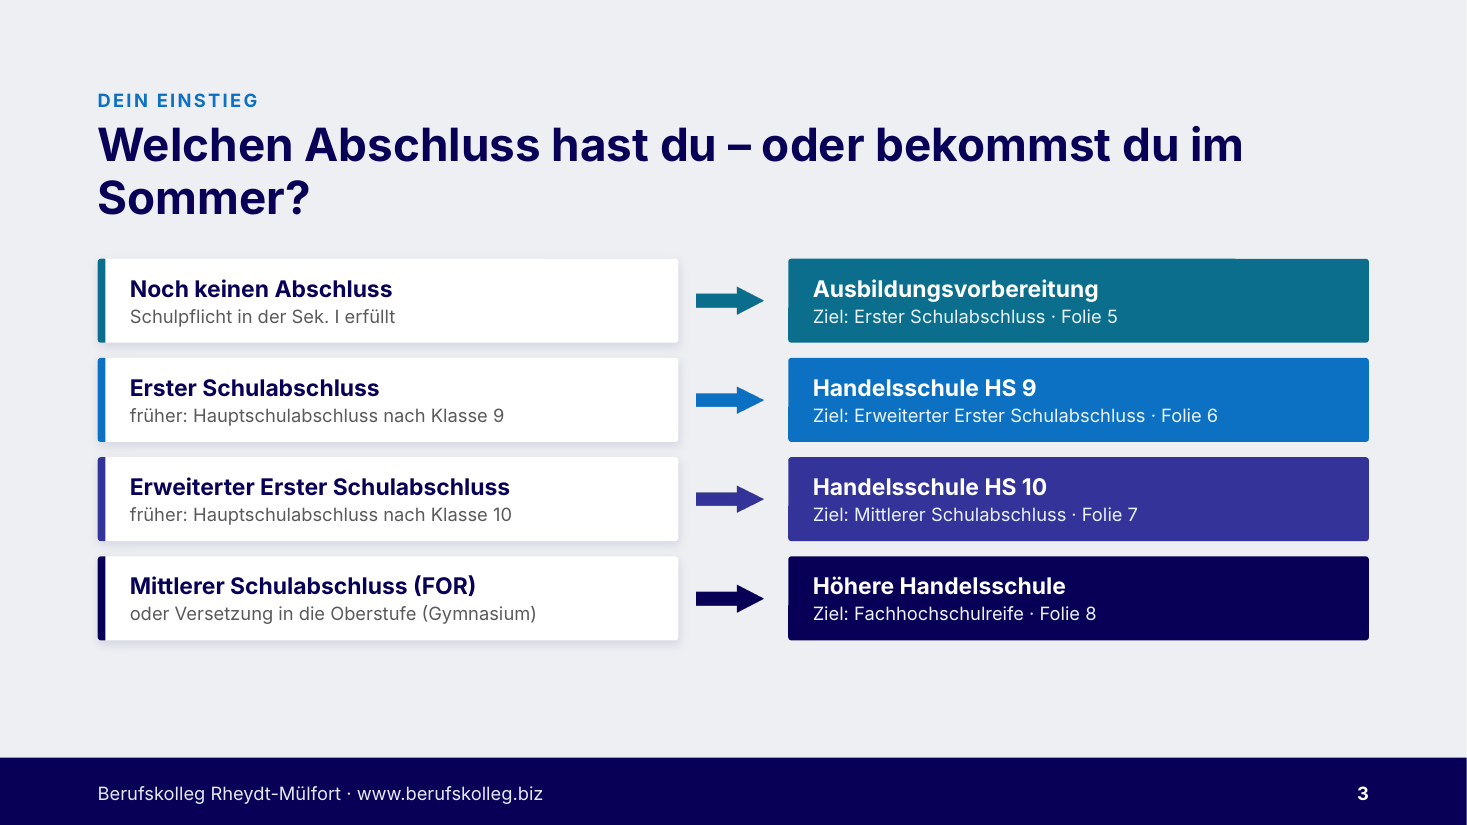 DEIN EINSTIEG
Welchen Abschluss hast du – oder bekommst du im
Sommer?
Noch keinen Abschluss
Schulpflicht in der Sek. I erfüllt
Ausbildungsvorbereitung
Ziel: Erster Schulabschluss · Folie 5
Erster Schulabschluss
früher: Hauptschulabschluss nach Klasse 9
Handelsschule HS 9
Ziel: Erweiterter Erster Schulabschluss · Folie 6
Erweiterter Erster Schulabschluss
früher: Hauptschulabschluss nach Klasse 10
Handelsschule HS 10
Ziel: Mittlerer Schulabschluss · Folie 7
Mittlerer Schulabschluss (FOR)
oder Versetzung in die Oberstufe (Gymnasium)
Höhere Handelsschule
Ziel: Fachhochschulreife · Folie 8
Berufskolleg Rheydt-Mülfort · www.berufskolleg.biz
3